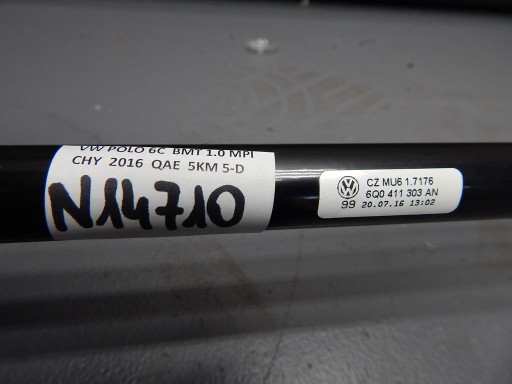 VW POLO 6C BMT 1.0 MPI
CHY 2016 QAE 5KM 5-D
N14710
CZ MU6 1.7176
6Q0 411 303 AN
99 20.07.16 13:02